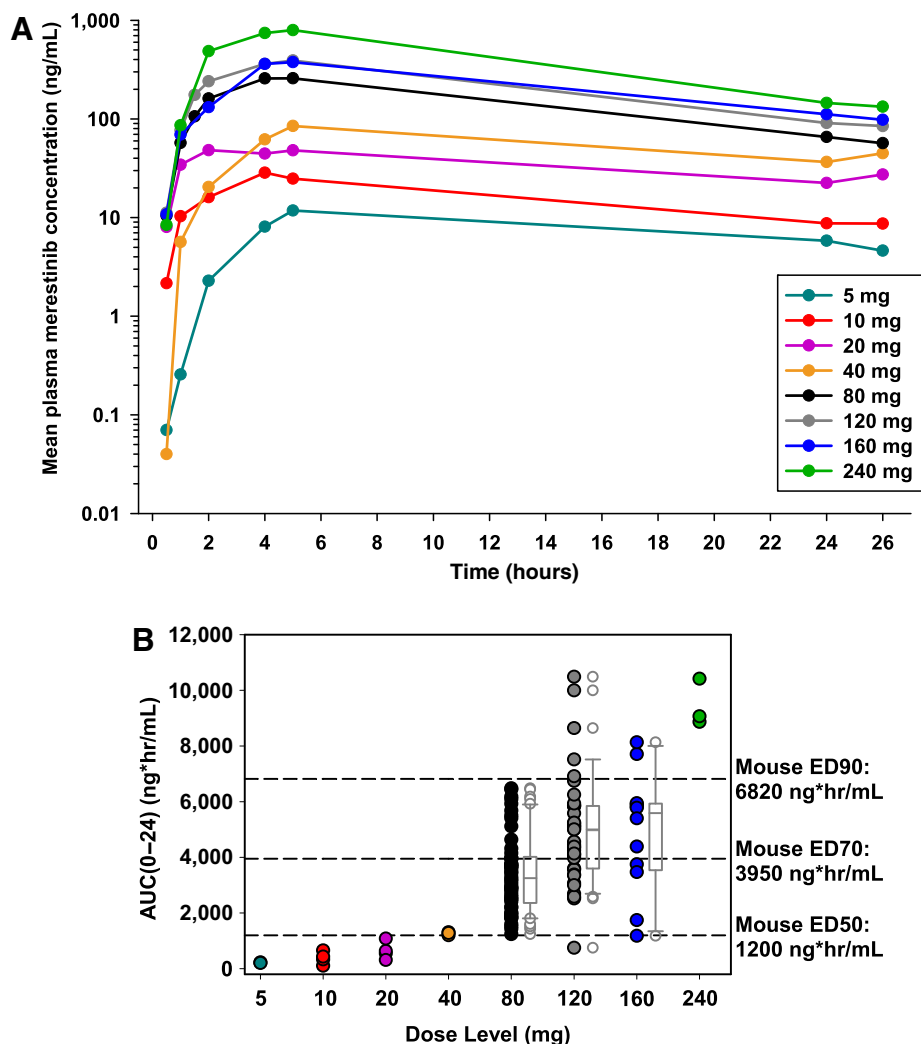 A
Mean plasma merestinib concentration (ng/mL)
1,000
100
10
1
0.1
0.01
0 2 4 6 8 10 12 14 16 18 20 22 24 26
Time (hours)
5 mg
10 mg
20 mg
40 mg
80 mg
120 mg
160 mg
240 mg
B
AUC(0–24) (ng*hr/mL)
12,000
10,000
8,000
6,000
4,000
2,000
0
5 10 20 40 80 120 160 240
Dose Level (mg)
Mouse ED90:
6820 ng*hr/mL
Mouse ED70:
3950 ng*hr/mL
Mouse ED50:
1200 ng*hr/mL